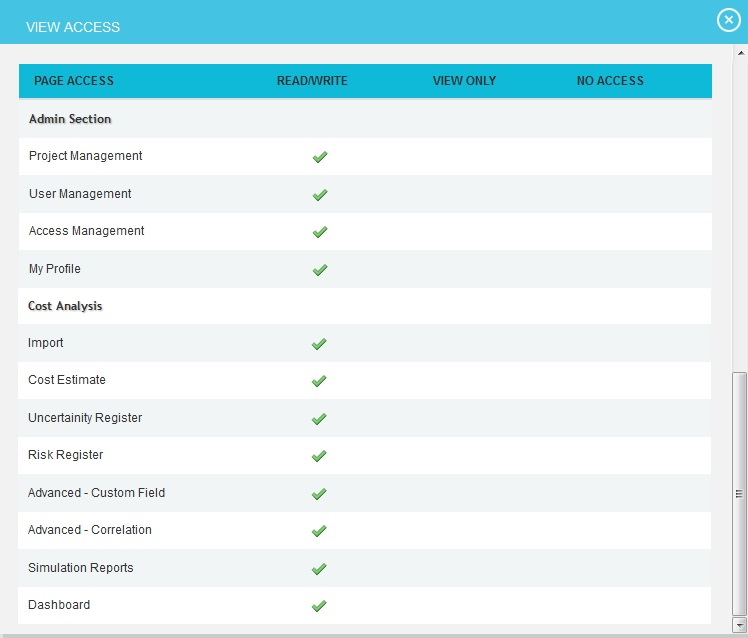 VIEW ACCESS
PAGE ACCESS READ/WRITE VIEW ONLY NO ACCESS
Admin Section
Project Management
User Management
Access Management
My Profile
Cost Analysis
Import
Cost Estimate
Uncertainity Register
Risk Register
Advanced - Custom Field
Advanced - Correlation
Simulation Reports
Dashboard